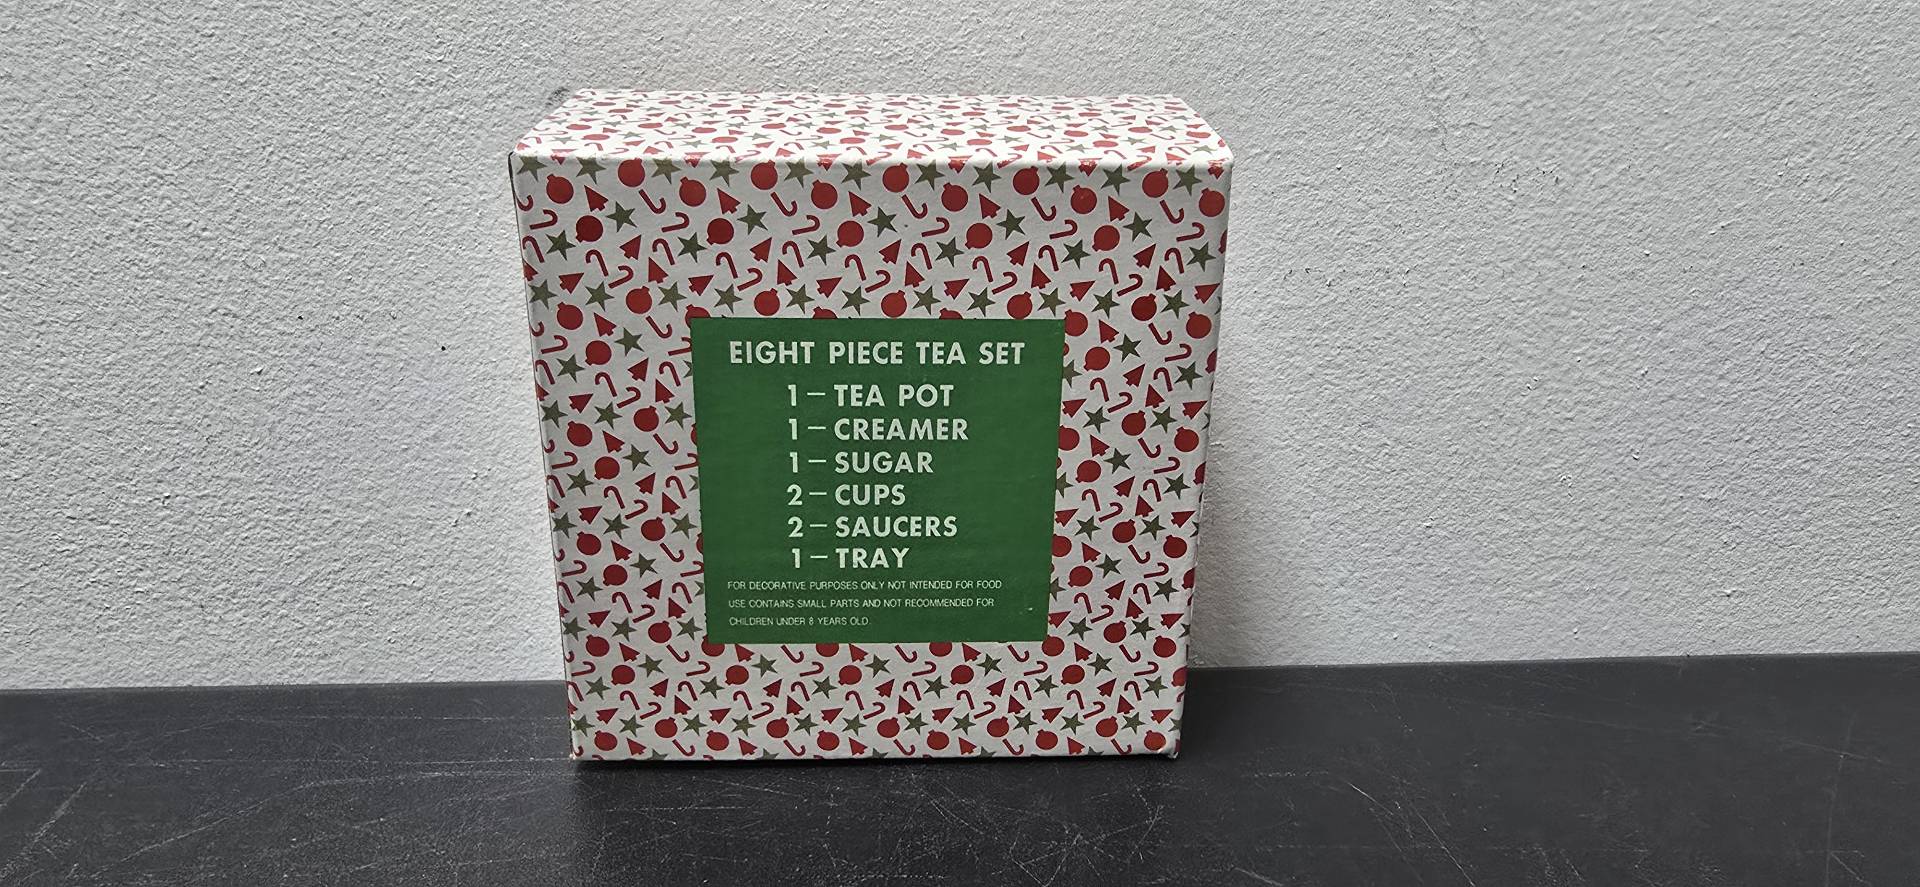 EIGHT PIECE TEA SET
1 – TEA POT
1 – CREAMER
1 – SUGAR
2 – CUPS
2 – SAUCERS
1 – TRAY
FOR DECORATIVE PURPOSES ONLY NOT INTENDED FOR FOOD
USE CONTAINS SMALL PARTS AND NOT RECOMMENDED FOR
CHILDREN UNDER 8 YEARS OLD.